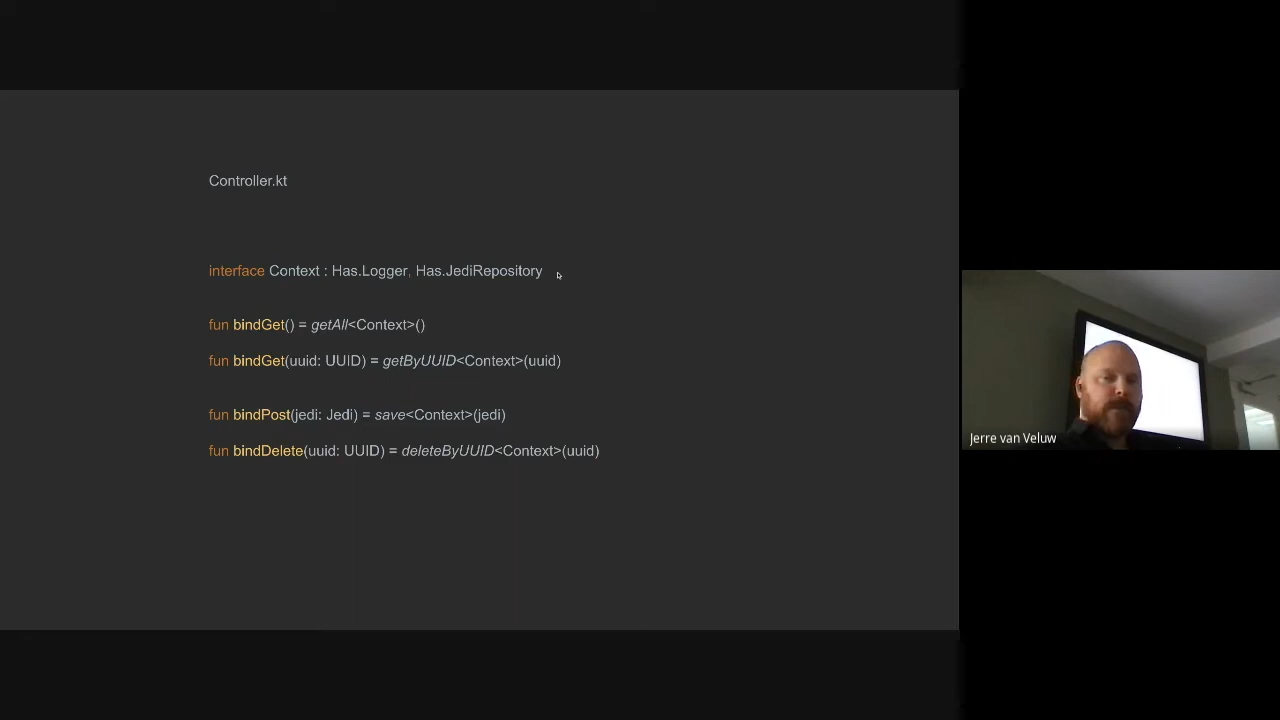 Controller.kt
interface Context : Has.Logger, Has.JediRepository
fun bindGet() = getAll<Context>()
fun bindGet(uuid: UUID) = getByUUID<Context>(uuid)
fun bindPost(jedi: Jedi) = save<Context>(jedi)
fun bindDelete(uuid: UUID) = deleteByUUID<Context>(uuid)
Jerre van Veluw